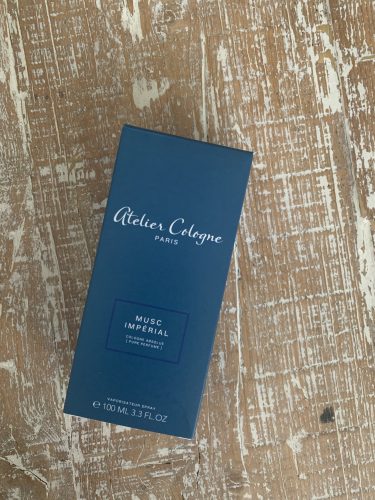 Atelier Cologne
PARIS
MUSC
IMPÉRIAL
COLOGNE ABSOLUE
[ PURE PERFUME ]
VAPORISATEUR SPRAY
℮ 100 ML 3.3 FL.OZ